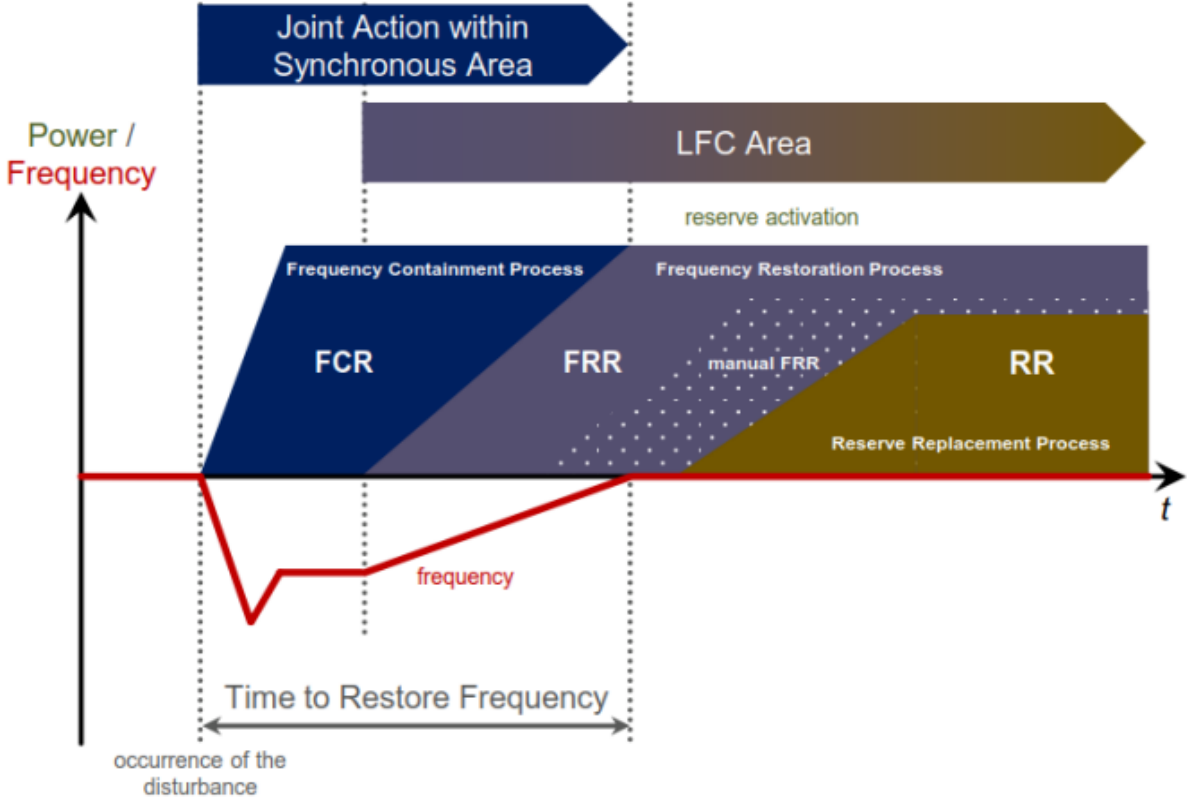 Joint Action within
Synchronous Area
LFC Area
Power /
Frequency
reserve activation
Frequency Containment Process
Frequency Restoration Process
FCR
FRR
manual FRR
RR
Reserve Replacement Process
t
frequency
Time to Restore Frequency
occurrence of the
disturbance